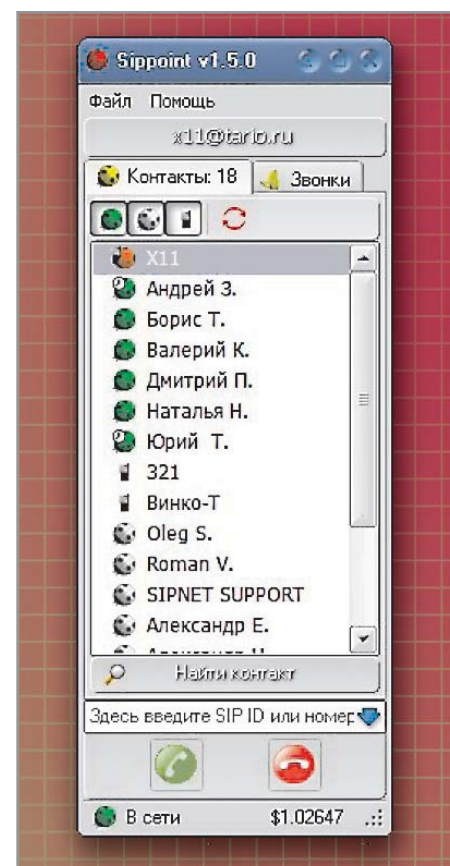 Sippoint v1.5.0
Файл Помощь
x11@tario.ru
Контакты: 18 Звонки
X11
Андрей З.
Борис Т.
Валерий К.
Дмитрий П.
Наталья Н.
Юрий Т.
321
Винко-Т
Oleg S.
Roman V.
SIPNET SUPPORT
Александр Е.
Найти контакт
Здесь введите SIP ID или номер
В сети $1.02647